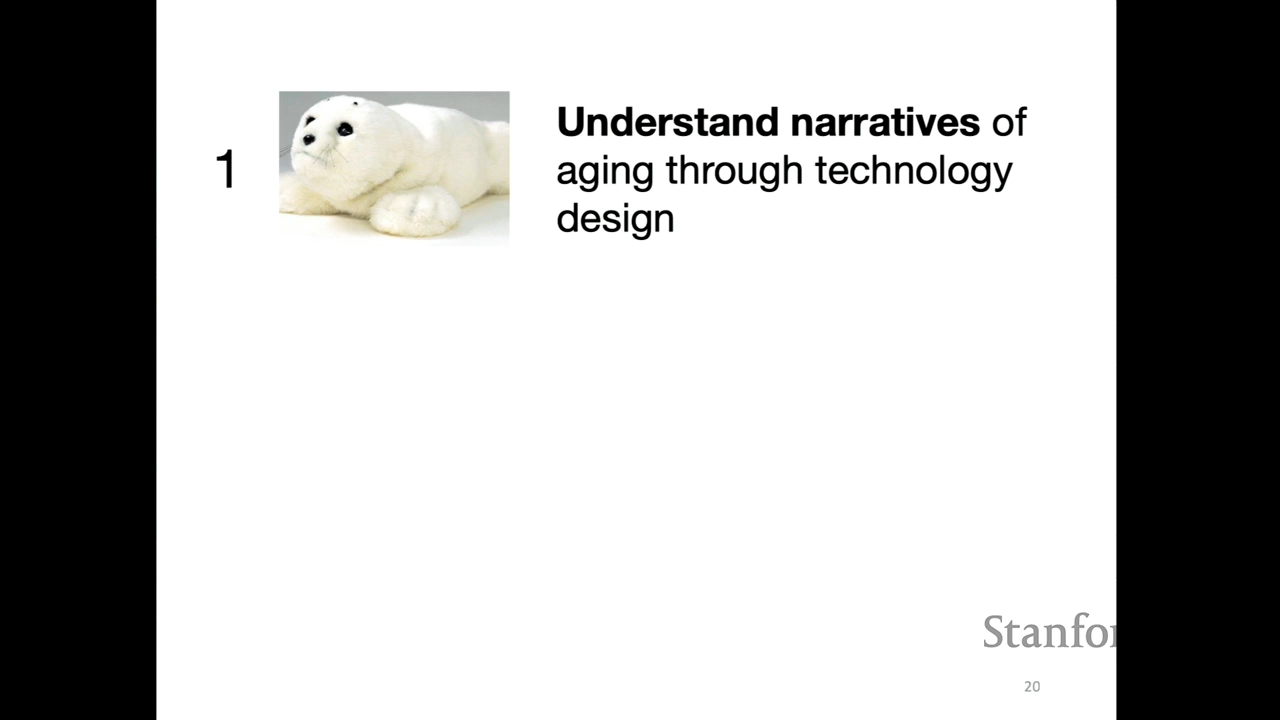 1
Understand narratives of
aging through technology
design
Stanfor
20